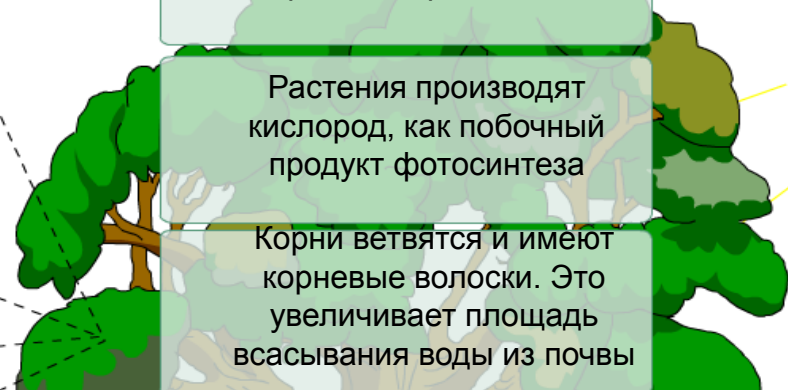 Растения производят
кислород, как побочный
продукт фотосинтеза
Корни ветвятся и имеют
корневые волоски. Это
увеличивает площадь
всасывания воды из почвы